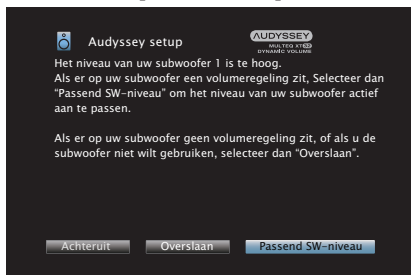 Audyssey setup
AUDYSSEY
MULTEQ XT32
DYNAMIC VOLUME
Het niveau van uw subwoofer 1 is te hoog.
Als er op uw subwoofer een volumeregeling zit, Selecteer dan
"Passend SW-niveau" om het niveau van uw subwoofer actief
aan te passen.
Als er op uw subwoofer geen volumeregeling zit, of als u de
subwoofer niet wilt gebruiken, selecteer dan "Overslaan".
Achteruit
Overslaan
Passend SW-niveau